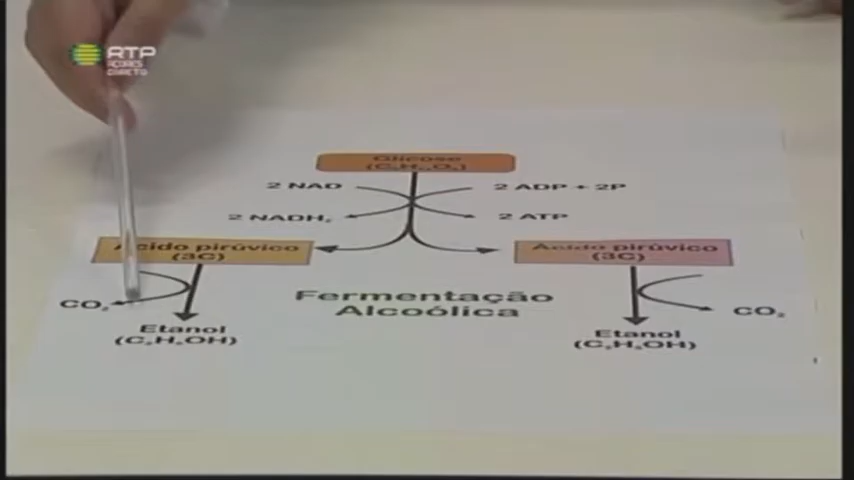 RTP
AÇORES
DIRECTO
Glicose
(C₆H₁₂O₆)
2 NAD
2 ADP + 2P
2 NADH₂
2 ATP
Ácido pirúvico
(3C)
Ácido pirúvico
(3C)
CO₂
Fermentação
Alcoólica
CO₂
Etanol
(C₂H₅OH)
Etanol
(C₂H₅OH)